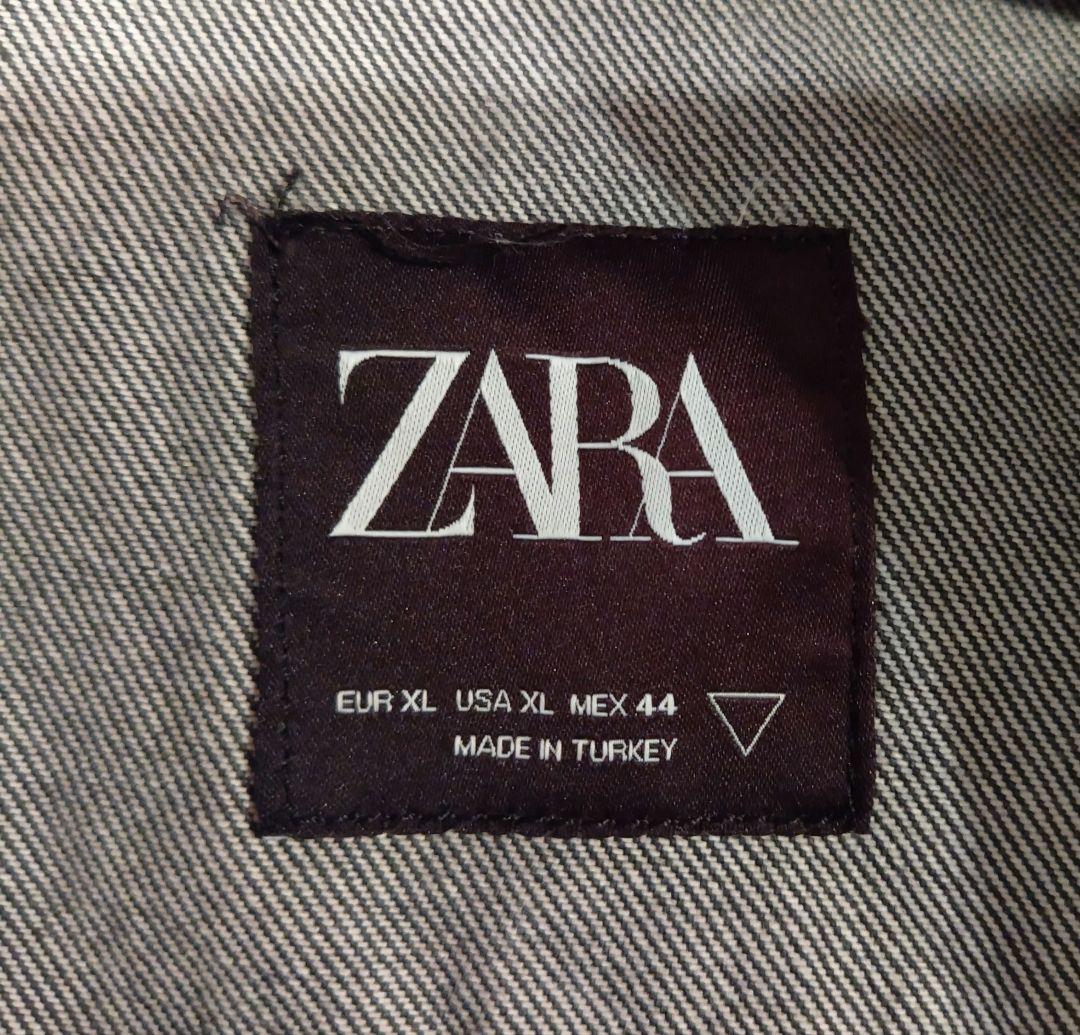 ZARA
EUR XL USA XL MEX 44
MADE IN TURKEY